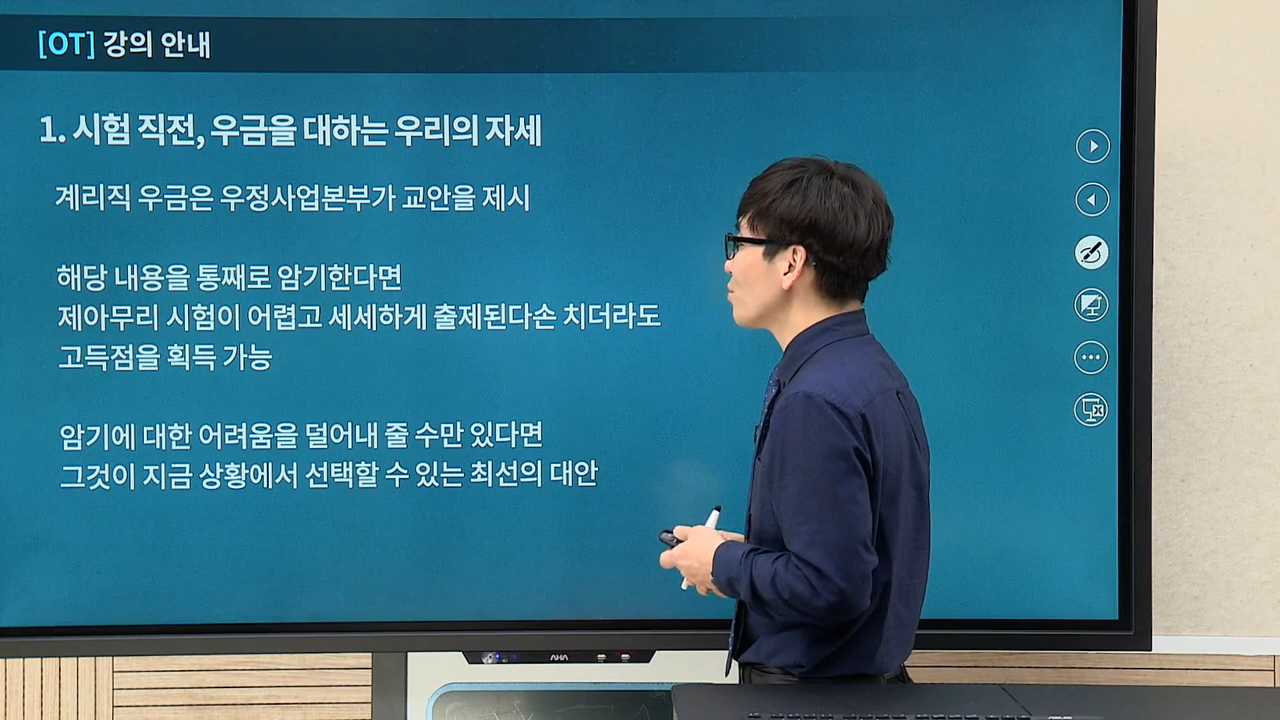 [OT] 강의 안내
1. 시험 직전, 우금을 대하는 우리의 자세
계리직 우금은 우정사업본부가 교안을 제시
해당 내용을 통째로 암기한다면
제아무리 시험이 어렵고 세세하게 출제된다손 치더라도
고득점을 획득 가능
암기에 대한 어려움을 덜어내 줄 수만 있다면
그것이 지금 상황에서 선택할 수 있는 최선의 대안
AHA